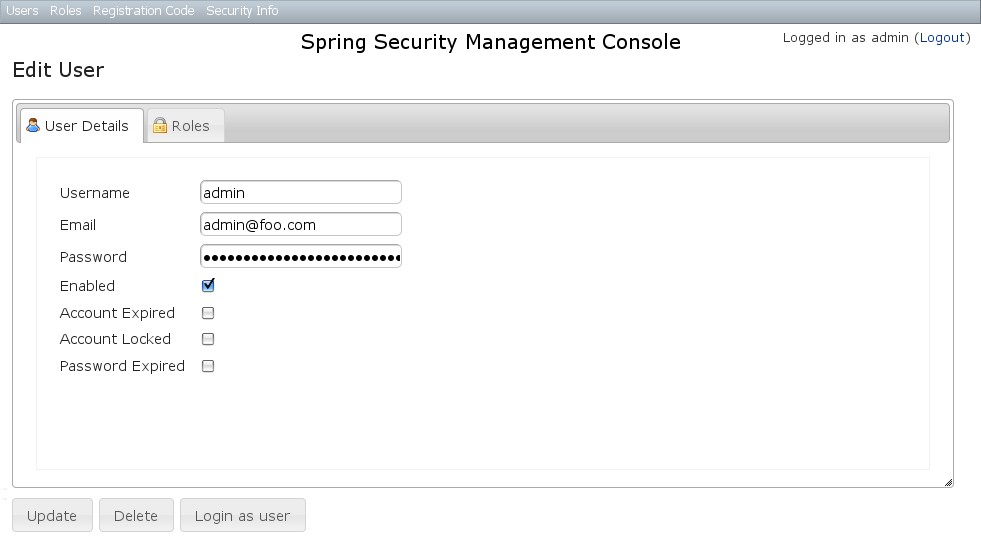 Users Roles Registration Code Security Info
Spring Security Management Console
Logged in as admin (Logout)
Edit User
User Details Roles
Username admin
Email admin@foo.com
Password •••••••••••••••••••••••••
Enabled
Account Expired
Account Locked
Password Expired
Update Delete Login as user